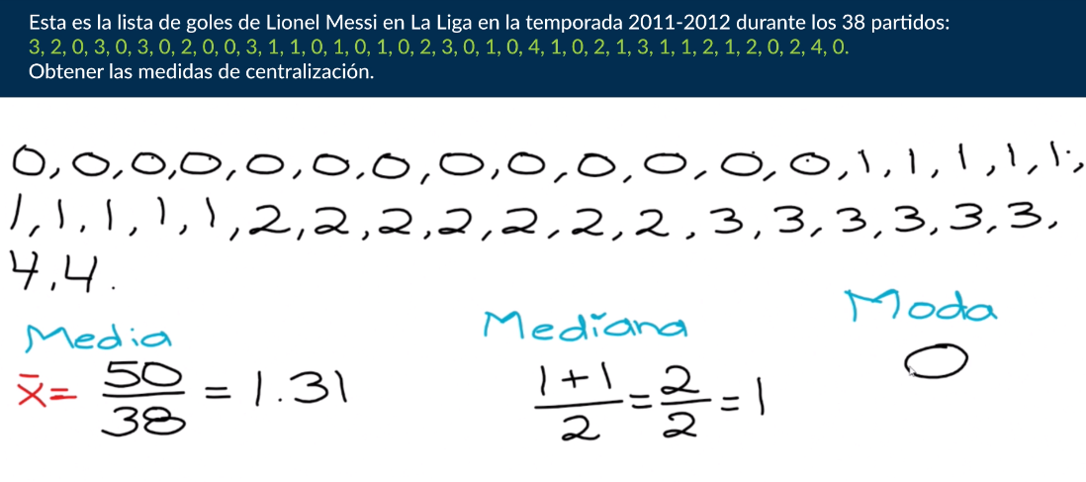 Esta es la lista de goles de Lionel Messi en La Liga en la temporada 2011-2012 durante los 38 partidos:
3, 2, 0, 3, 0, 3, 0, 2, 0, 0, 3, 1, 1, 0, 1, 0, 1, 0, 2, 3, 0, 1, 0, 4, 1, 0, 2, 1, 3, 1, 1, 2, 1, 2, 0, 2, 4, 0.
Obtener las medidas de centralización.
0,0,0,0,0,0,0,0,0,0,0,0,0,1,1,1,1,1,
1,1,1,1,1,2,2,2,2,2,2,2,3,3,3,3,3,3,
4,4.
Media
x̄= 50/38 = 1.31
Mediana
1+1/2 = 2/2 = 1
Moda
0